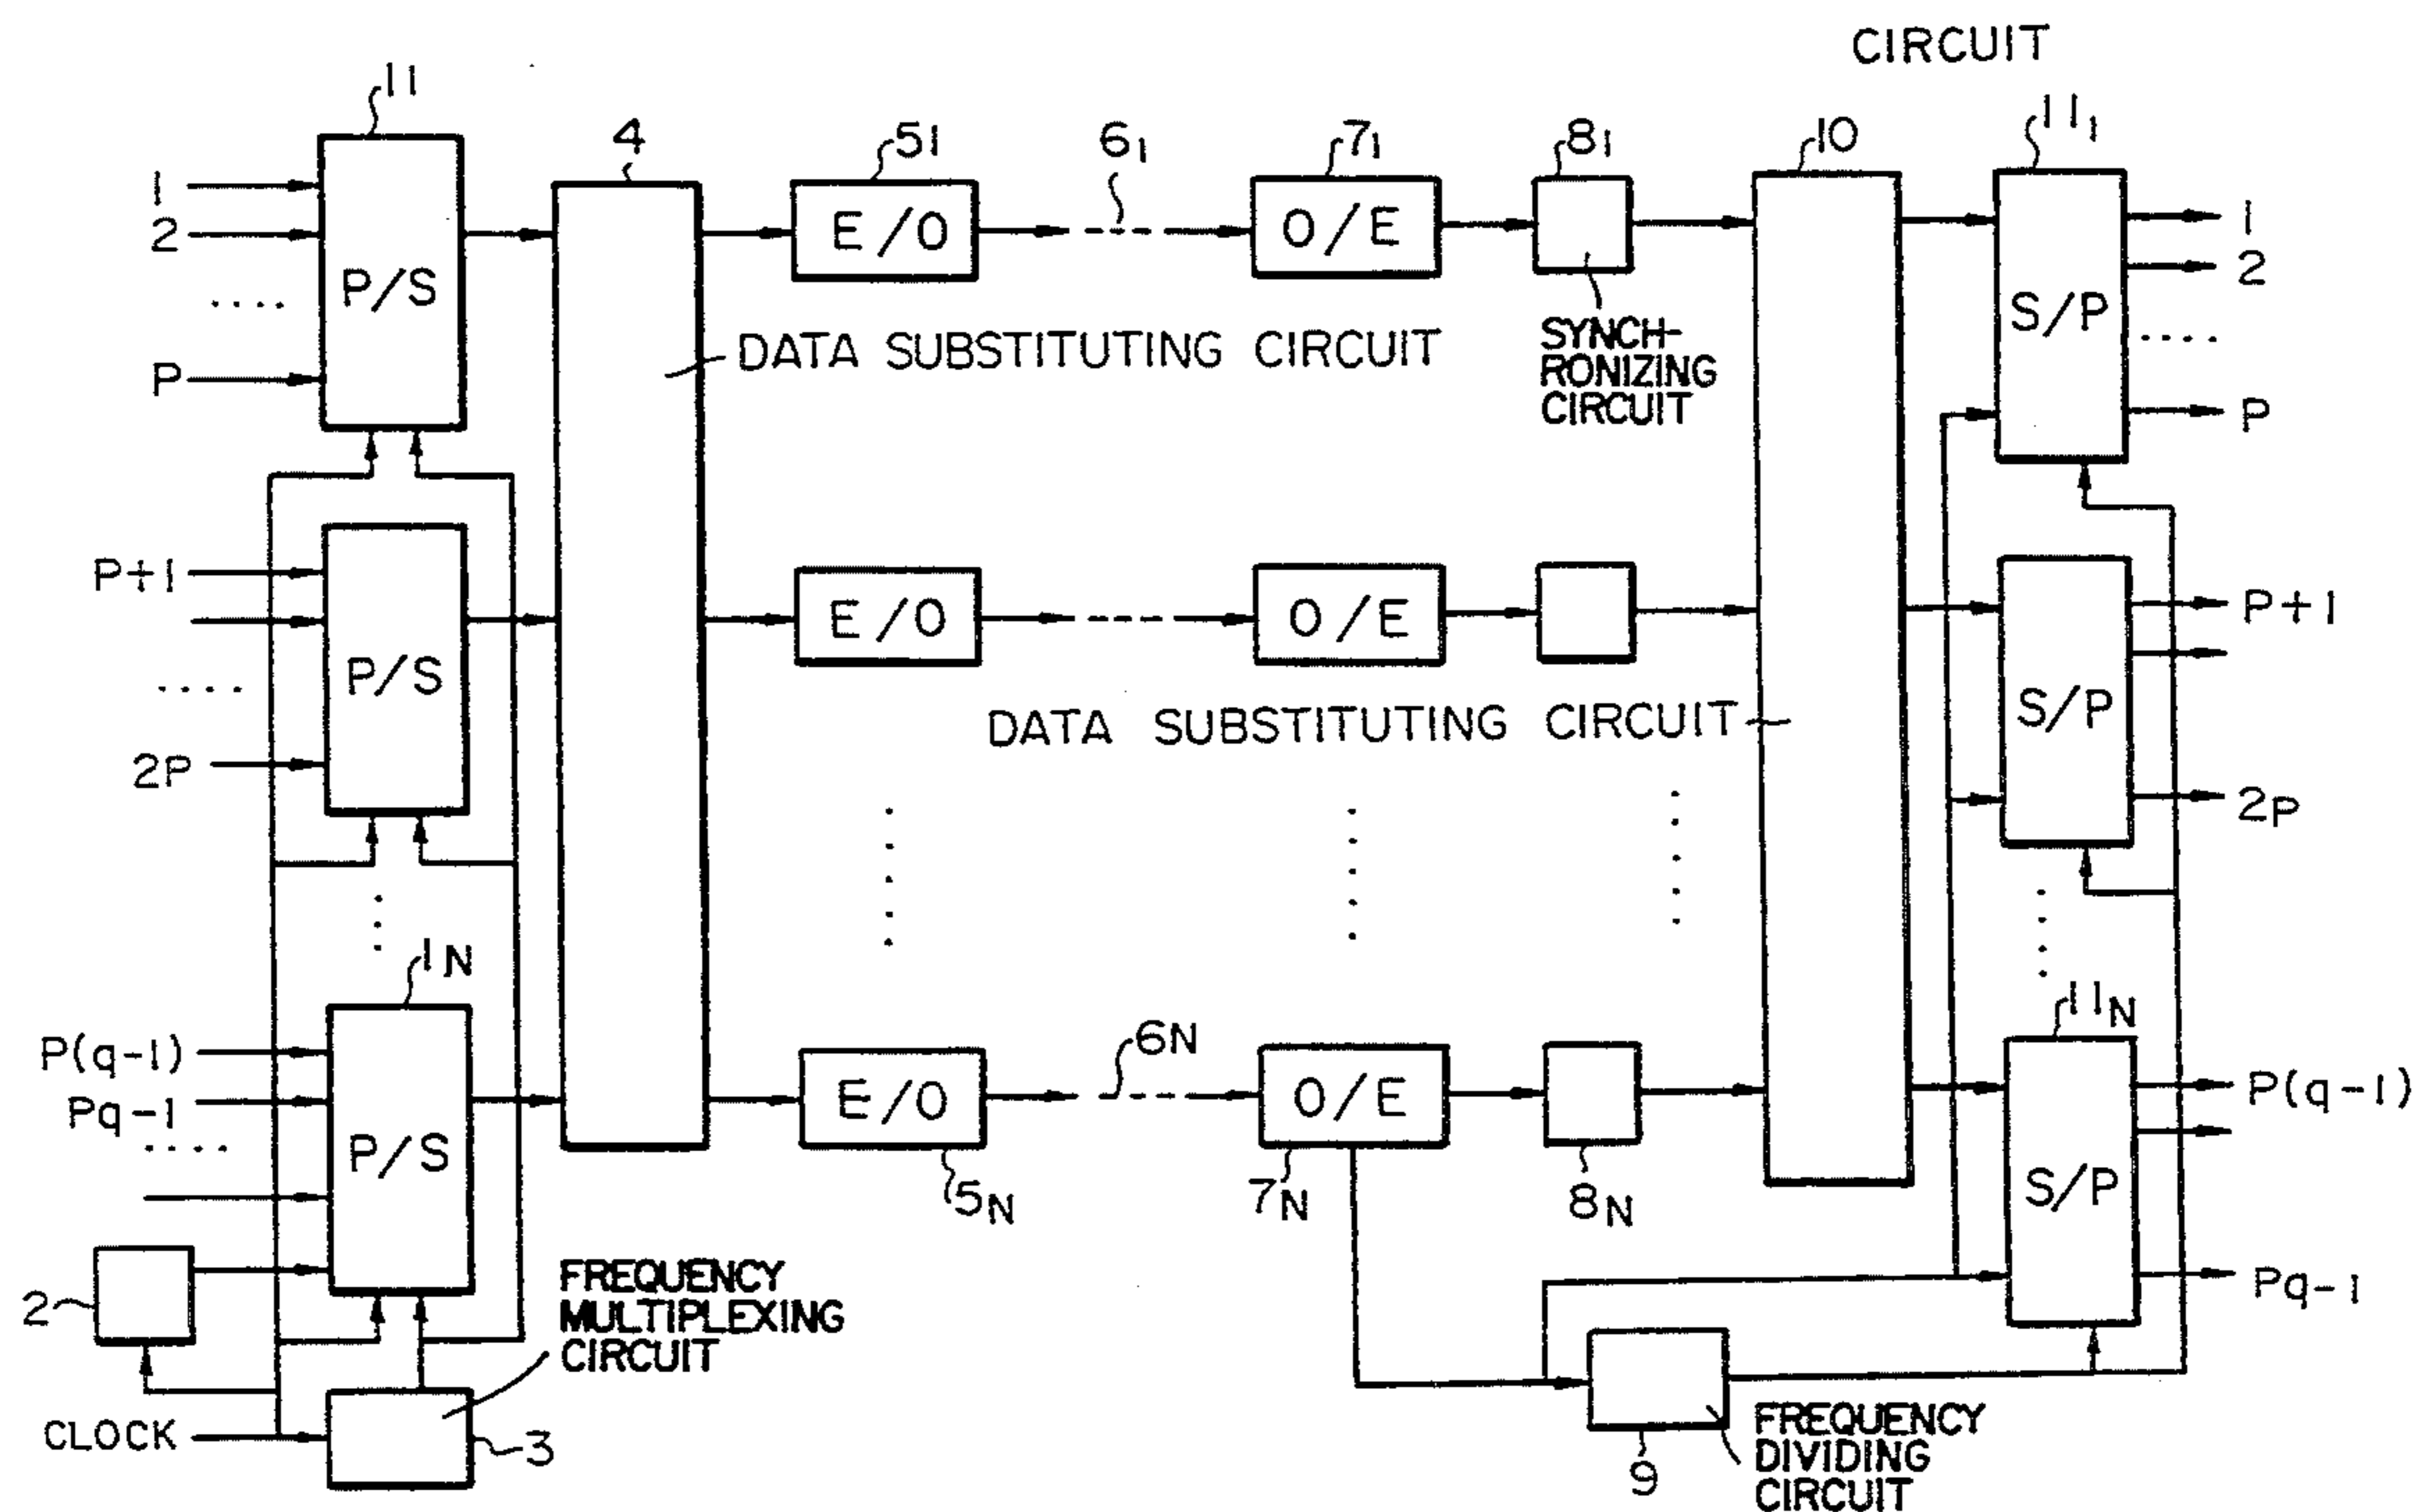 CIRCUIT
11
4
51
6₁
7₁
8₁
10
11₁
1
2
....
P
P/S
E/O
O/E
S/P
1
2
....
P
DATA SUBSTITUTING CIRCUIT
SYNCH-
RONIZING
CIRCUIT
P+1
....
2P
P/S
E/O
O/E
S/P
P+1
2P
DATA SUBSTITUTING CIRCUIT
1N
6N
11N
P(q-1)
Pq-1
....
P/S
E/O
O/E
S/P
P(q-1)
Pq-1
5N
7N
8N
2
FREQUENCY
MULTIPLEXING
CIRCUIT
CLOCK
3
9
FREQUENCY
DIVIDING
CIRCUIT